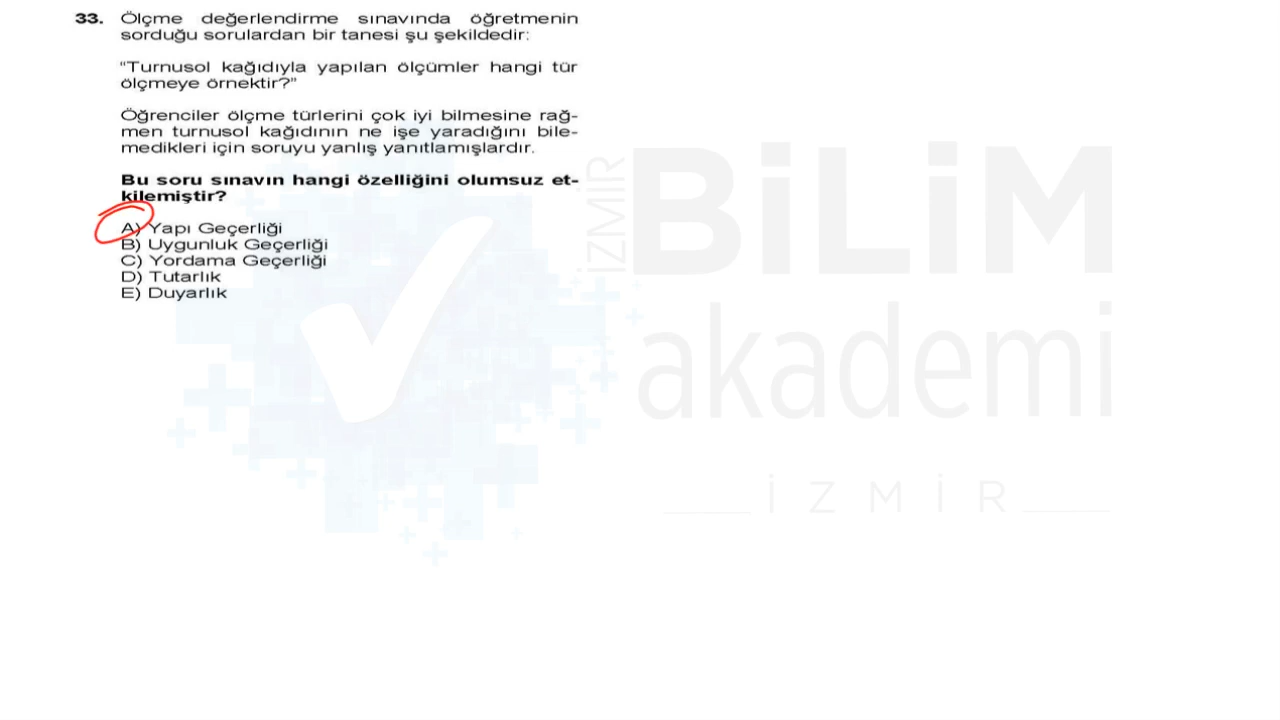 33. Ölçme değerlendirme sınavında öğretmenin
sorduğu sorulardan bir tanesi şu şekildedir:
"Turnusol kağıdıyla yapılan ölçümler hangi tür
ölçmeye örnektir?"
Öğrenciler ölçme türlerini çok iyi bilmesine rağ-
men turnusol kağıdının ne işe yaradığını bile-
medikleri için soruyu yanlış yanıtlamışlardır.
Bu soru sınavın hangi özelliğini olumsuz et-
kilemiştir?
A) Yapı Geçerliği
B) Uygunluk Geçerliği
C) Yordama Geçerliği
D) Tutarlık
E) Duyarlık
İZMİR
BiLiM
akademi
İZMİR